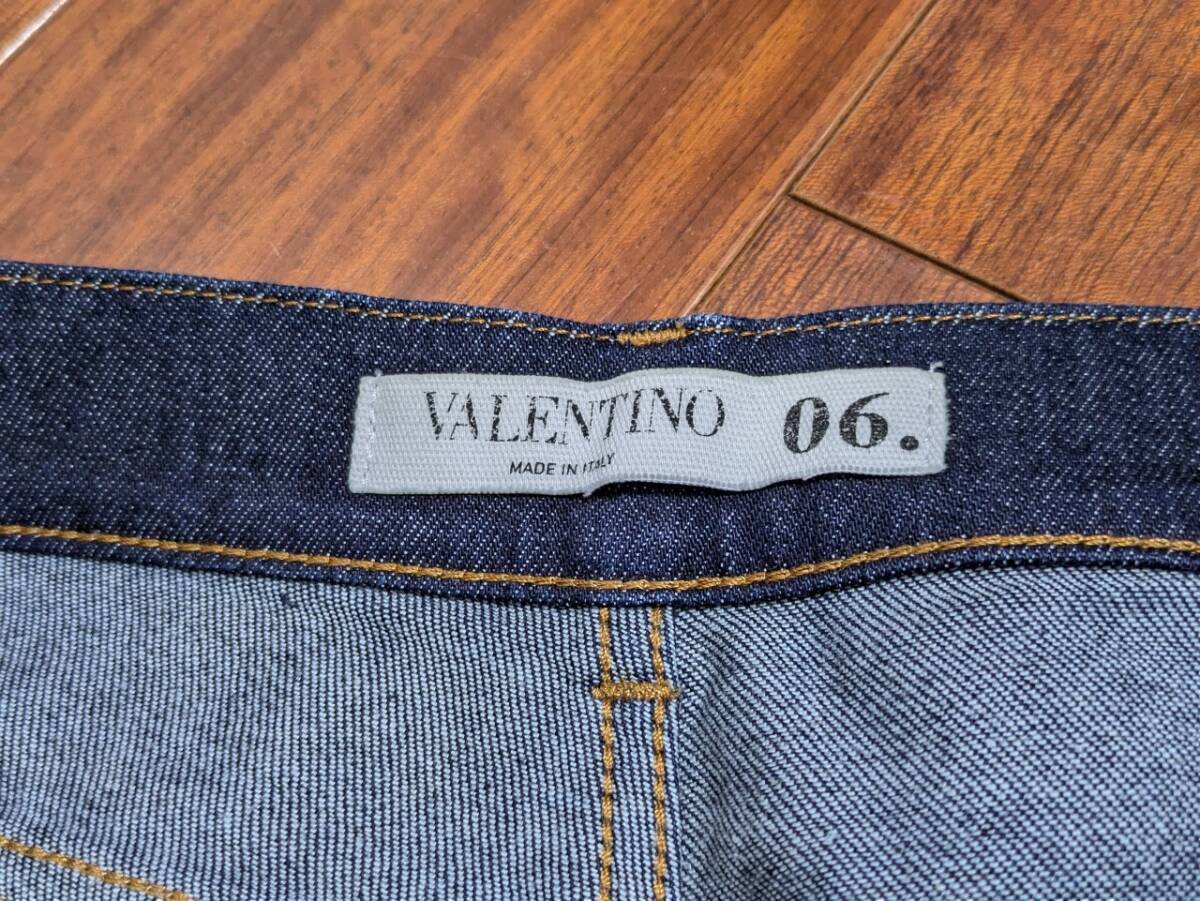 VALENTINO 06.
MADE IN ITALY